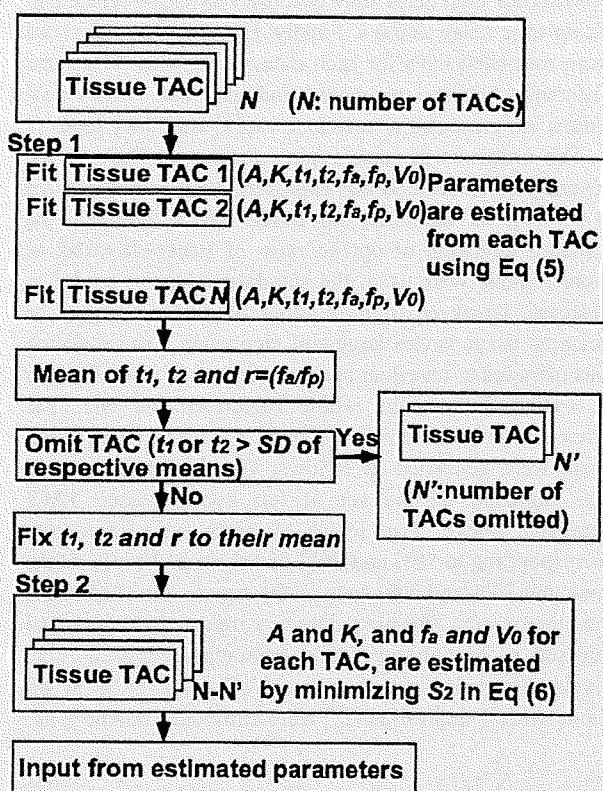 Tissue TAC N (N: number of TACs)
Step 1
Fit Tissue TAC 1 (A,K,t1,t2,fa,fp,V0) Parameters
Fit Tissue TAC 2 (A,K,t1,t2,fa,fp,V0) are estimated
from each TAC
using Eq (5)
Fit Tissue TAC N (A,K,t1,t2,fa,fp,V0)
Mean of t1, t2 and r=(fa/fp)
Omit TAC (t1 or t2 > SD of
respective means)
Yes
Tissue TAC N'
(N':number of
TACs omitted)
No
Fix t1, t2 and r to their mean
Step 2
Tissue TAC N-N'
A and K, and fa and V0 for
each TAC, are estimated
by minimizing S2 in Eq (6)
Input from estimated parameters